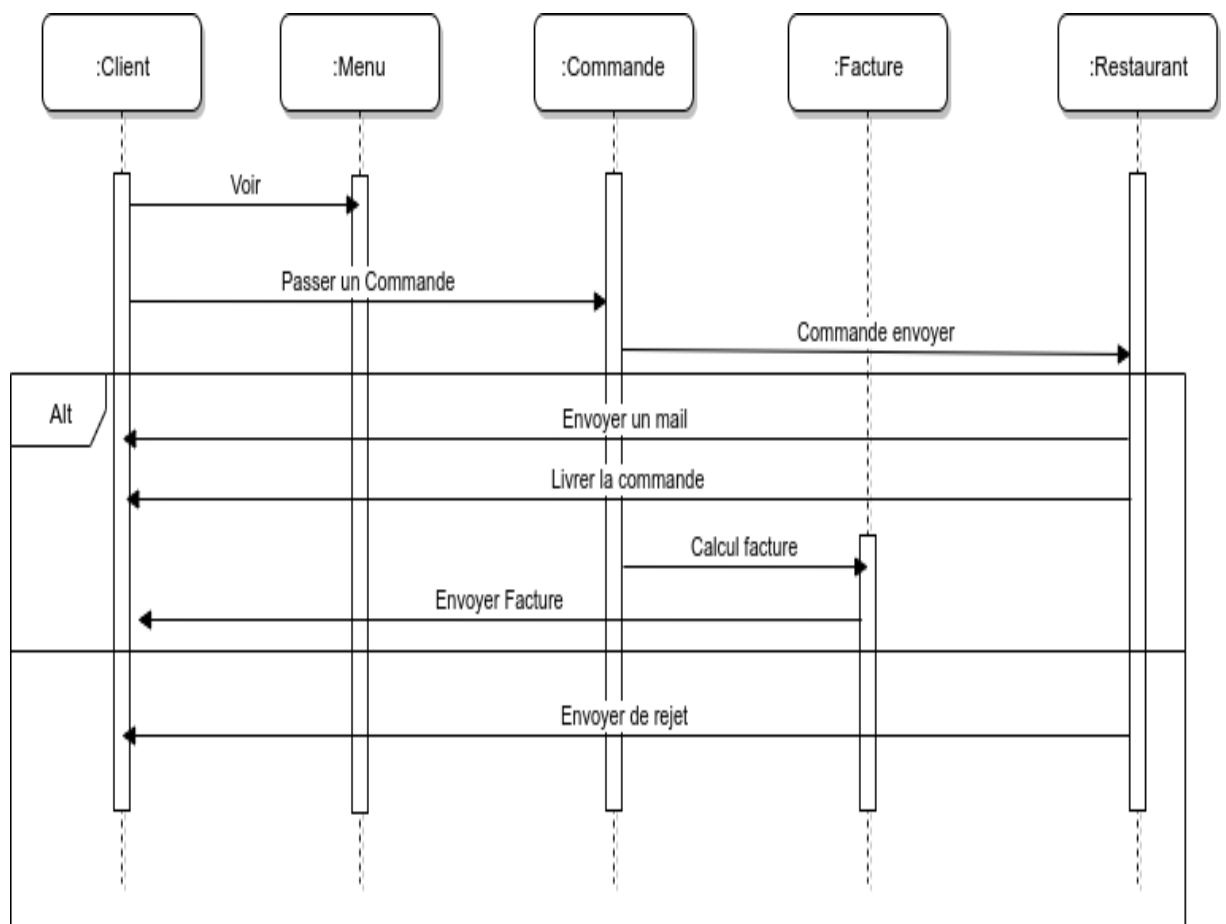 :Client
:Menu
:Commande
:Facture
:Restaurant
Voir
Passer un Commande
Commande envoyer
Alt
Envoyer un mail
Livrer la commande
Calcul facture
Envoyer Facture
Envoyer de rejet